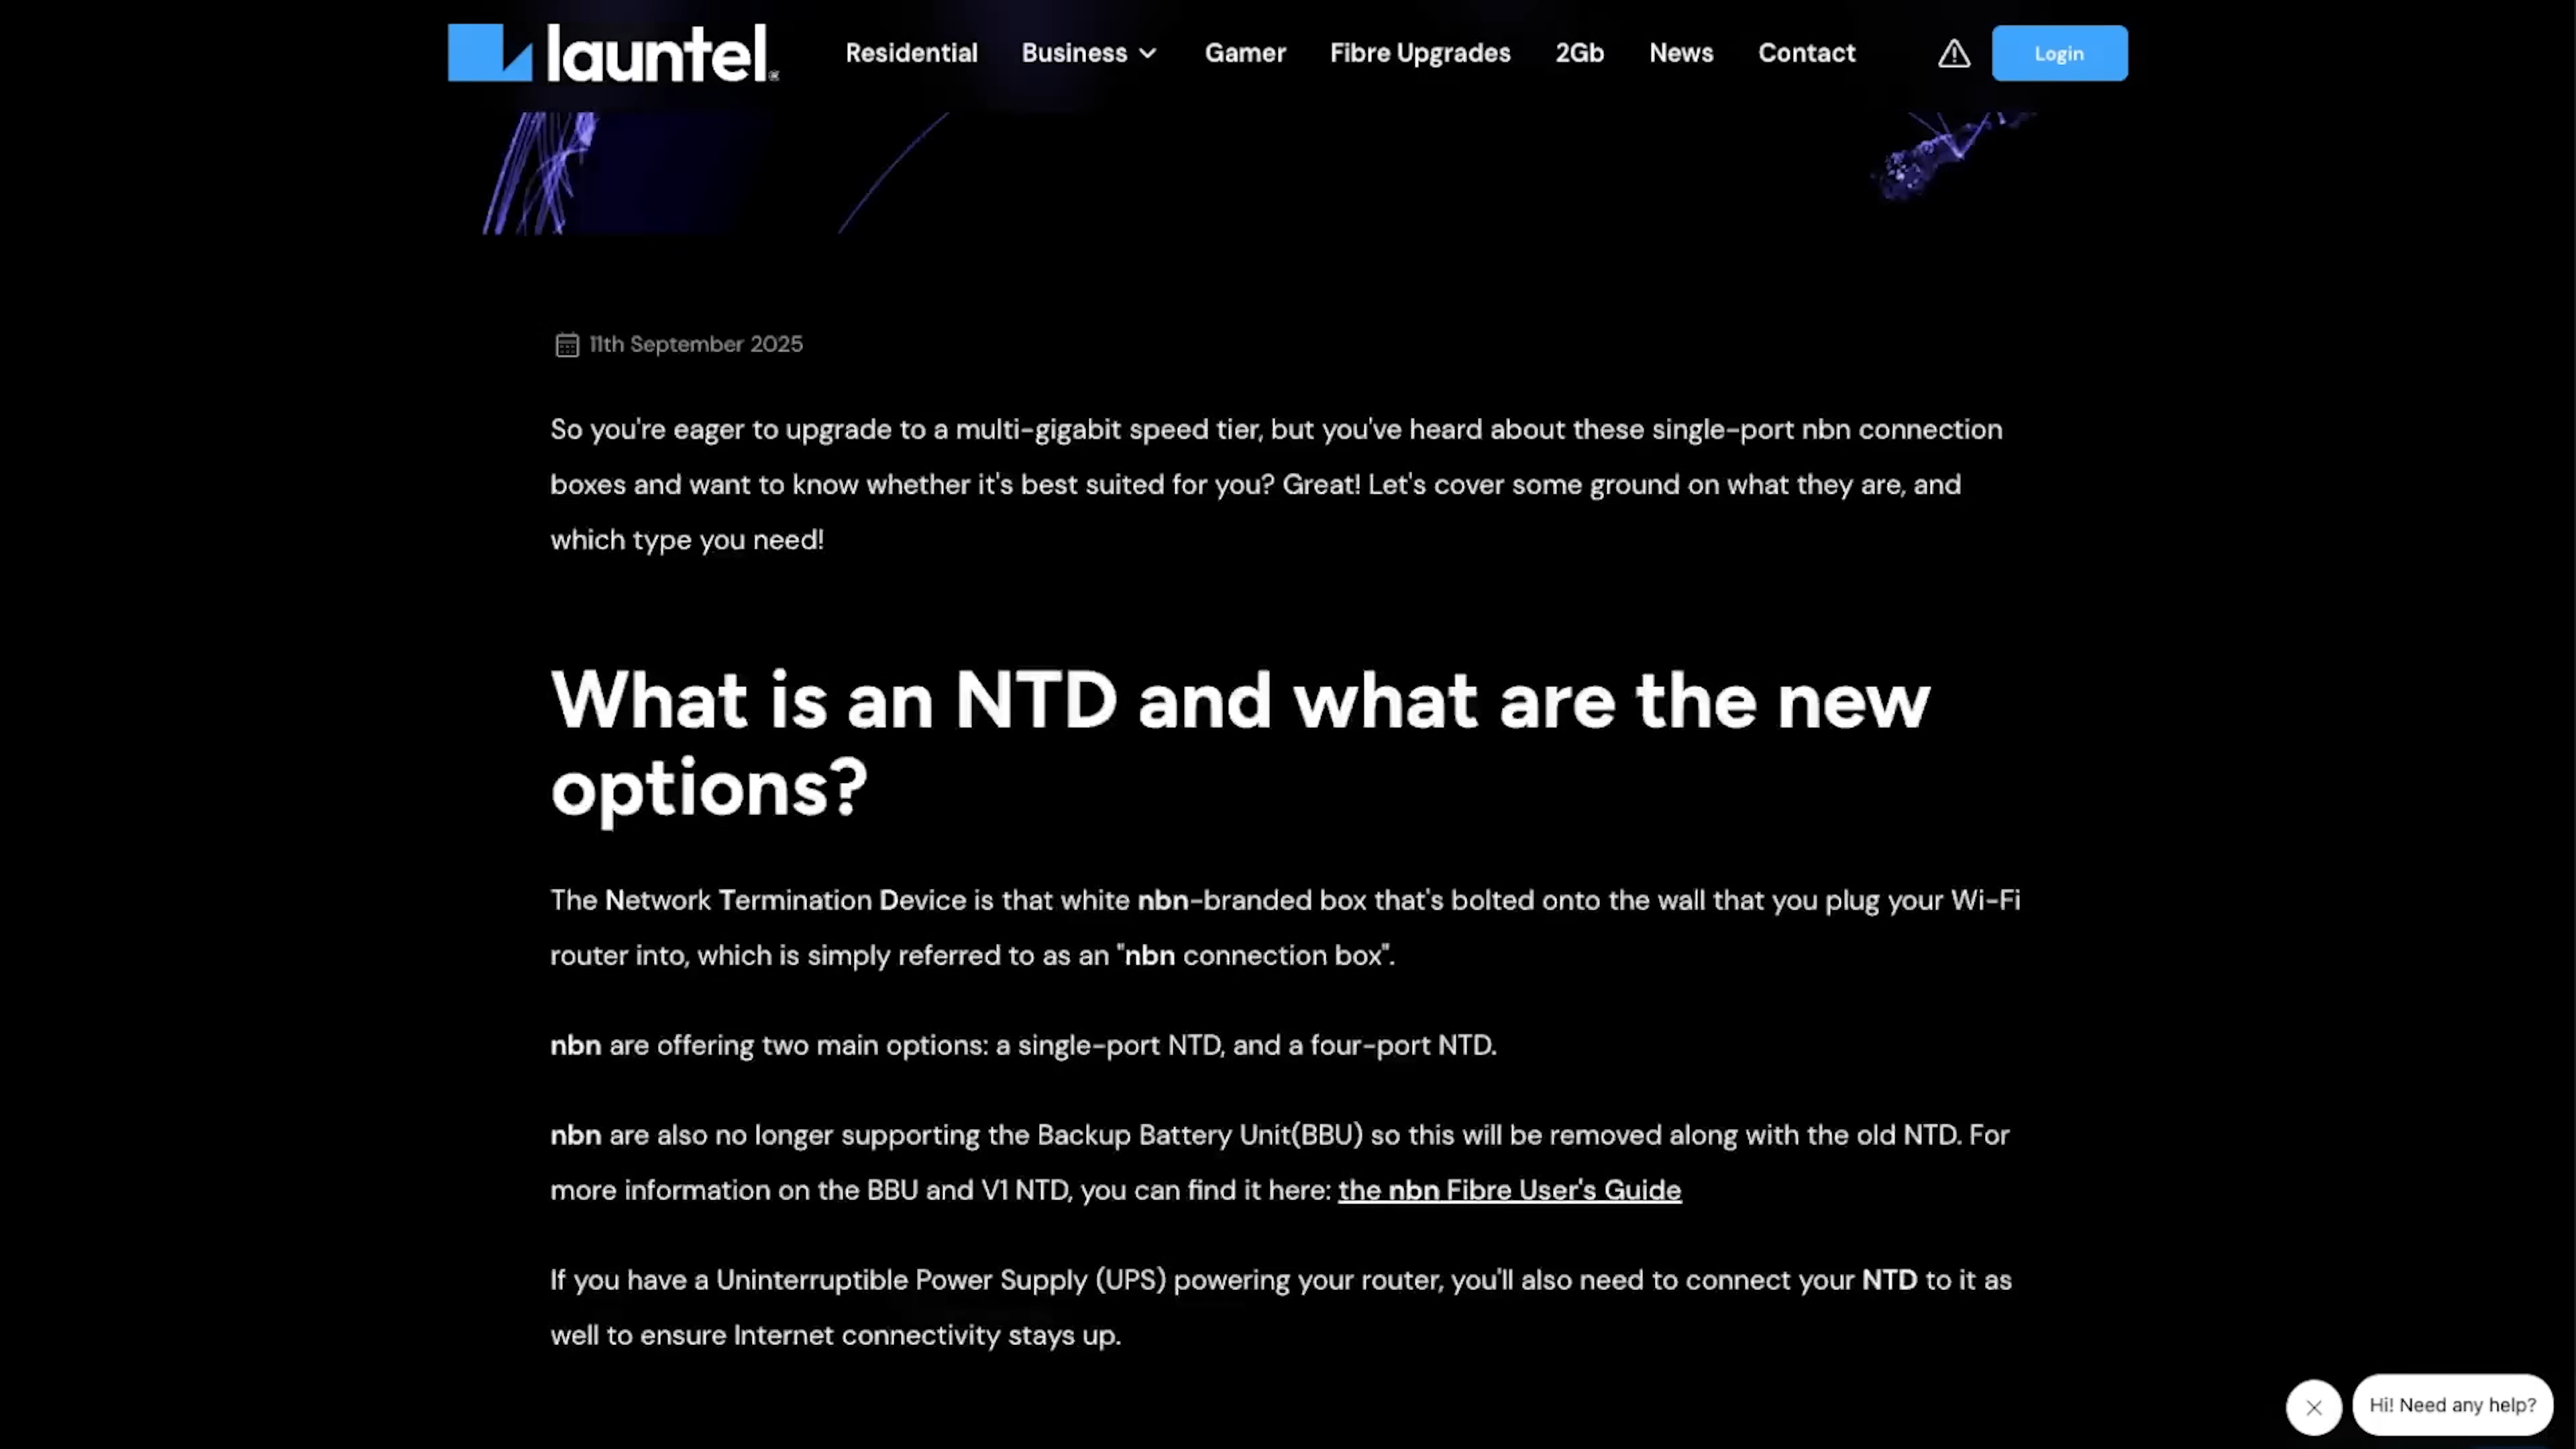 launtel
Residential Business Gamer Fibre Upgrades 2Gb News Contact Login
11th September 2025
So you're eager to upgrade to a multi-gigabit speed tier, but you've heard about these single-port nbn connection
boxes and want to know whether it's best suited for you? Great! Let's cover some ground on what they are, and
which type you need!
What is an NTD and what are the new
options?
The Network Termination Device is that white nbn-branded box that's bolted onto the wall that you plug your Wi-Fi
router into, which is simply referred to as an "nbn connection box".
nbn are offering two main options: a single-port NTD, and a four-port NTD.
nbn are also no longer supporting the Backup Battery Unit(BBU) so this will be removed along with the old NTD. For
more information on the BBU and V1 NTD, you can find it here: the nbn Fibre User's Guide
If you have a Uninterruptible Power Supply (UPS) powering your router, you'll also need to connect your NTD to it as
well to ensure Internet connectivity stays up.
Hi! Need any help?